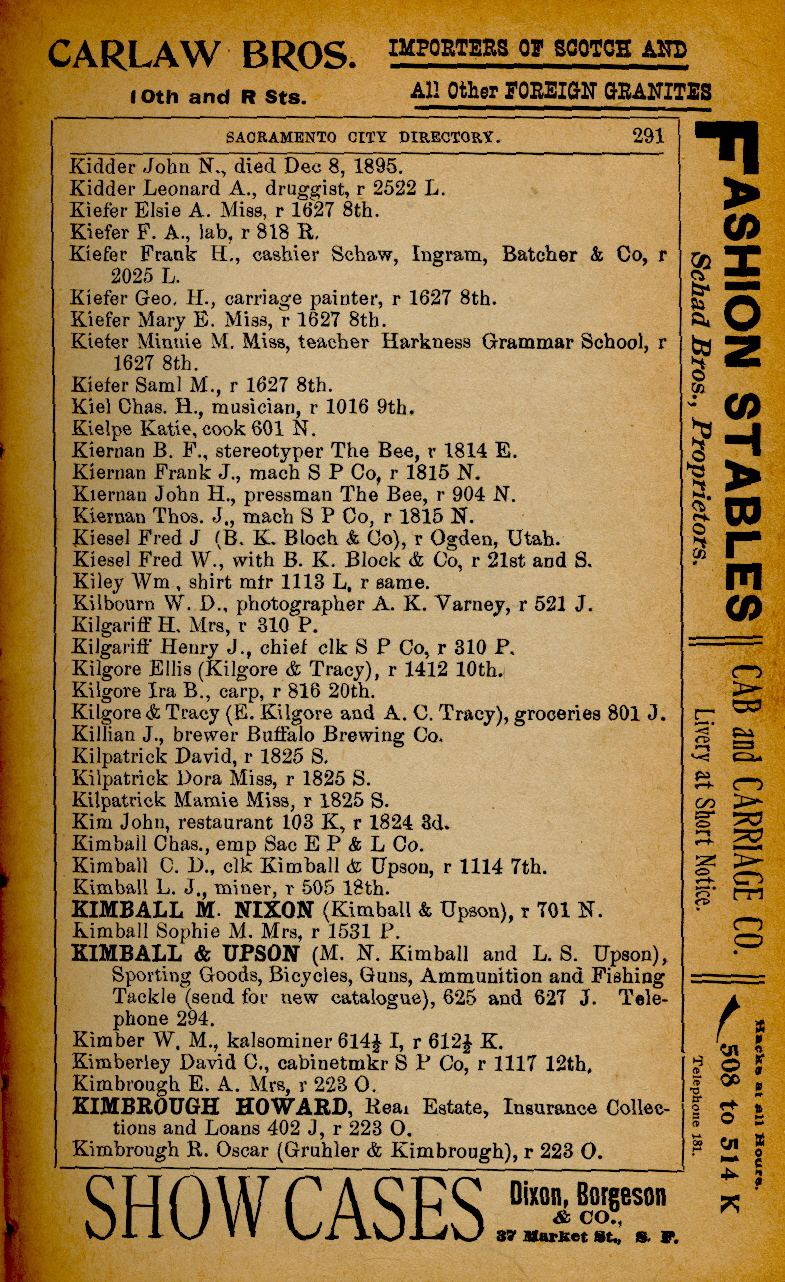 CARLAW BROS.
10th and R Sts.
IMPORTERS OF SCOTCH AND
All Other FOREIGN GRANITES
SACRAMENTO CITY DIRECTORY. 291
Kidder John N., died Dec 8, 1895.
Kidder Leonard A., druggist, r 2522 L.
Kiefer Elsie A. Miss, r 1627 8th.
Kiefer F. A., lab, r 818 R.
Kiefer Frank H., cashier Schaw, Ingram, Batcher & Co, r
2025 L.
Kiefer Geo. H., carriage painter, r 1627 8th.
Kiefer Mary E. Miss, r 1627 8th.
Kiefer Minnie M. Miss, teacher Harkness Grammar School, r
1627 8th.
Kiefer Saml M., r 1627 8th.
Kiel Chas. H., musician, r 1016 9th.
Kielpe Katie, cook 601 N.
Kiernan B. F., stereotyper The Bee, r 1814 E.
Kiernan Frank J., mach S P Co, r 1815 N.
Kiernan John H., pressman The Bee, r 904 N.
Kiernan Thos. J., mach S P Co, r 1815 N.
Kiesel Fred J (B. K. Bloch & Co), r Ogden, Utah.
Kiesel Fred W., with B. K. Block & Co, r 21st and S.
Kiley Wm , shirt mfr 1113 L, r same.
Kilbourn W. D., photographer A. K. Varney, r 521 J.
Kilgariff H. Mrs, r 310 P.
Kilgariff Henry J., chief clk S P Co, r 310 P.
Kilgore Ellis (Kilgore & Tracy), r 1412 10th.
Kilgore Ira B., carp, r 816 20th.
Kilgore & Tracy (E. Kilgore and A. C. Tracy), groceries 801 J.
Killian J., brewer Buffalo Brewing Co.
Kilpatrick David, r 1825 S.
Kilpatrick Dora Miss, r 1825 S.
Kilpatrick Mamie Miss, r 1825 S.
Kim John, restaurant 103 K, r 1824 3d.
Kimball Chas., emp Sac E P & L Co.
Kimball C. D., clk Kimball & Upson, r 1114 7th.
Kimball L. J., miner, r 505 18th.
KIMBALL M. NIXON (Kimball & Upson), r 701 N.
Kimball Sophie M. Mrs, r 1531 P.
KIMBALL & UPSON (M. N. Kimball and L. S. Upson),
Sporting Goods, Bicycles, Guns, Ammunition and Fishing
Tackle (send for new catalogue), 625 and 627 J. Tele-
phone 294.
Kimber W. M., kalsominer 614½ I, r 612½ K.
Kimberley David C., cabinetmkr S P Co, r 1117 12th.
Kimbrough E. A. Mrs, r 223 O.
KIMBROUGH HOWARD, Real Estate, Insurance Collec-
tions and Loans 402 J, r 223 O.
Kimbrough R. Oscar (Gruhler & Kimbrough), r 223 O.
FASHION STABLES
Schad Bros., Proprietors.
CAB and CARRIAGE CO.
Livery at Short Notice.
Hacks at all Hours.
508 to 514 K
Telephone 131.
SHOW CASES
Dixon, Borgeson
& CO.,
37 Market St., S. F.